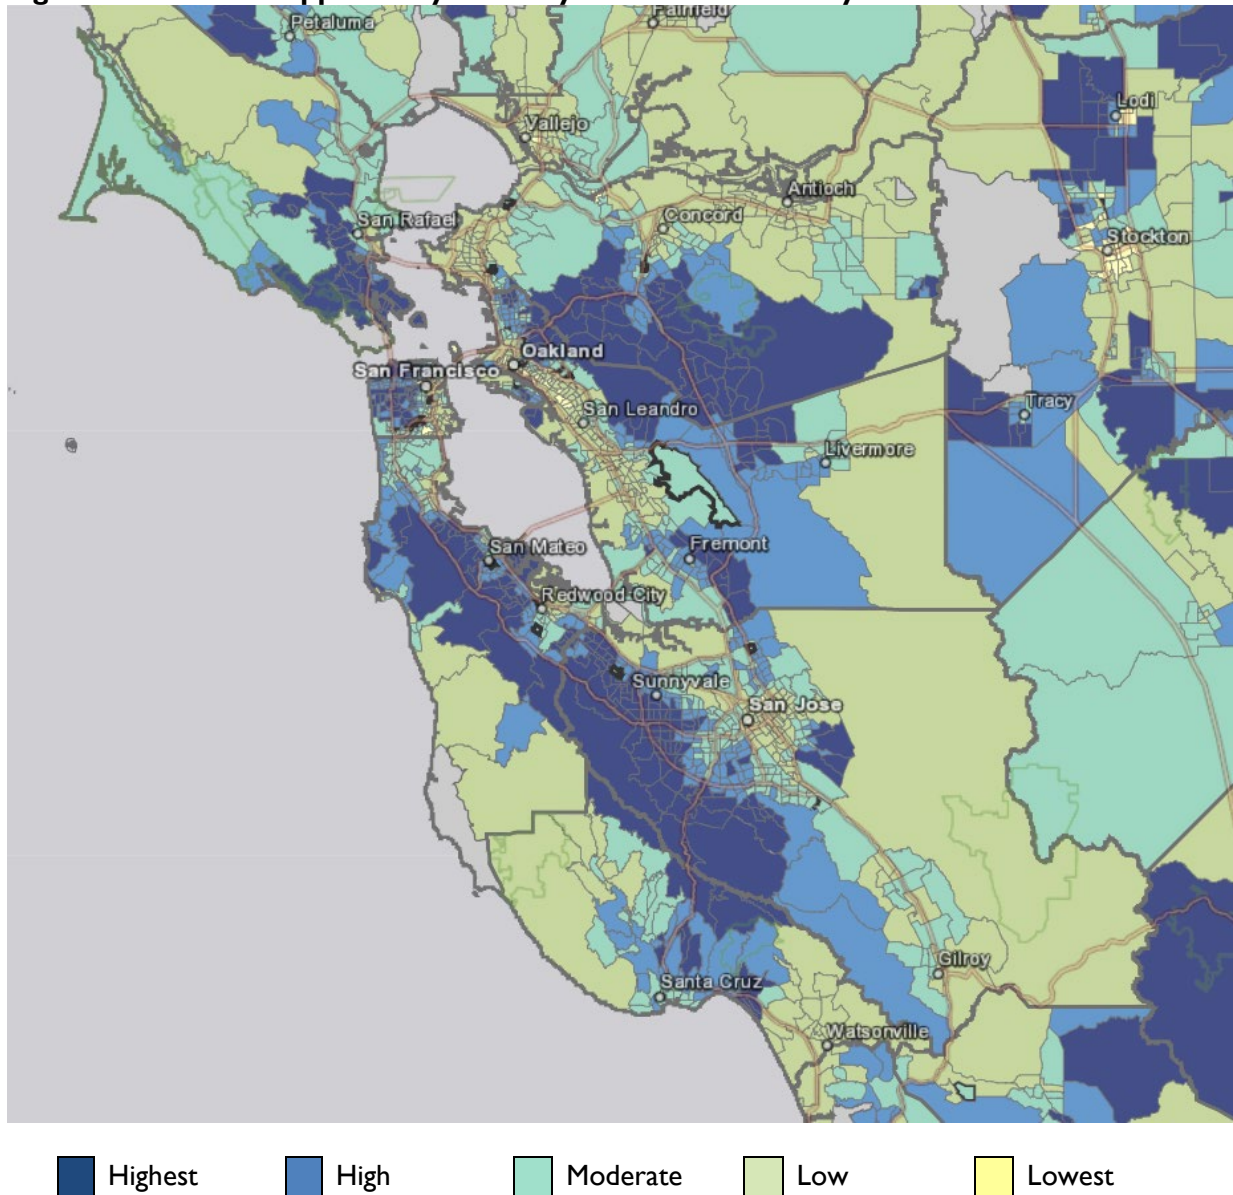 Petaluma
Fairfield
Lodi
Vallejo
Antioch
San Rafael
Concord
Stockton
Oakland
San Francisco
Tracy
San Leandro
Livermore
San Mateo
Fremont
Redwood City
Sunnyvale
San Jose
Gilroy
Santa Cruz
Watsonville
Highest High Moderate Low Lowest